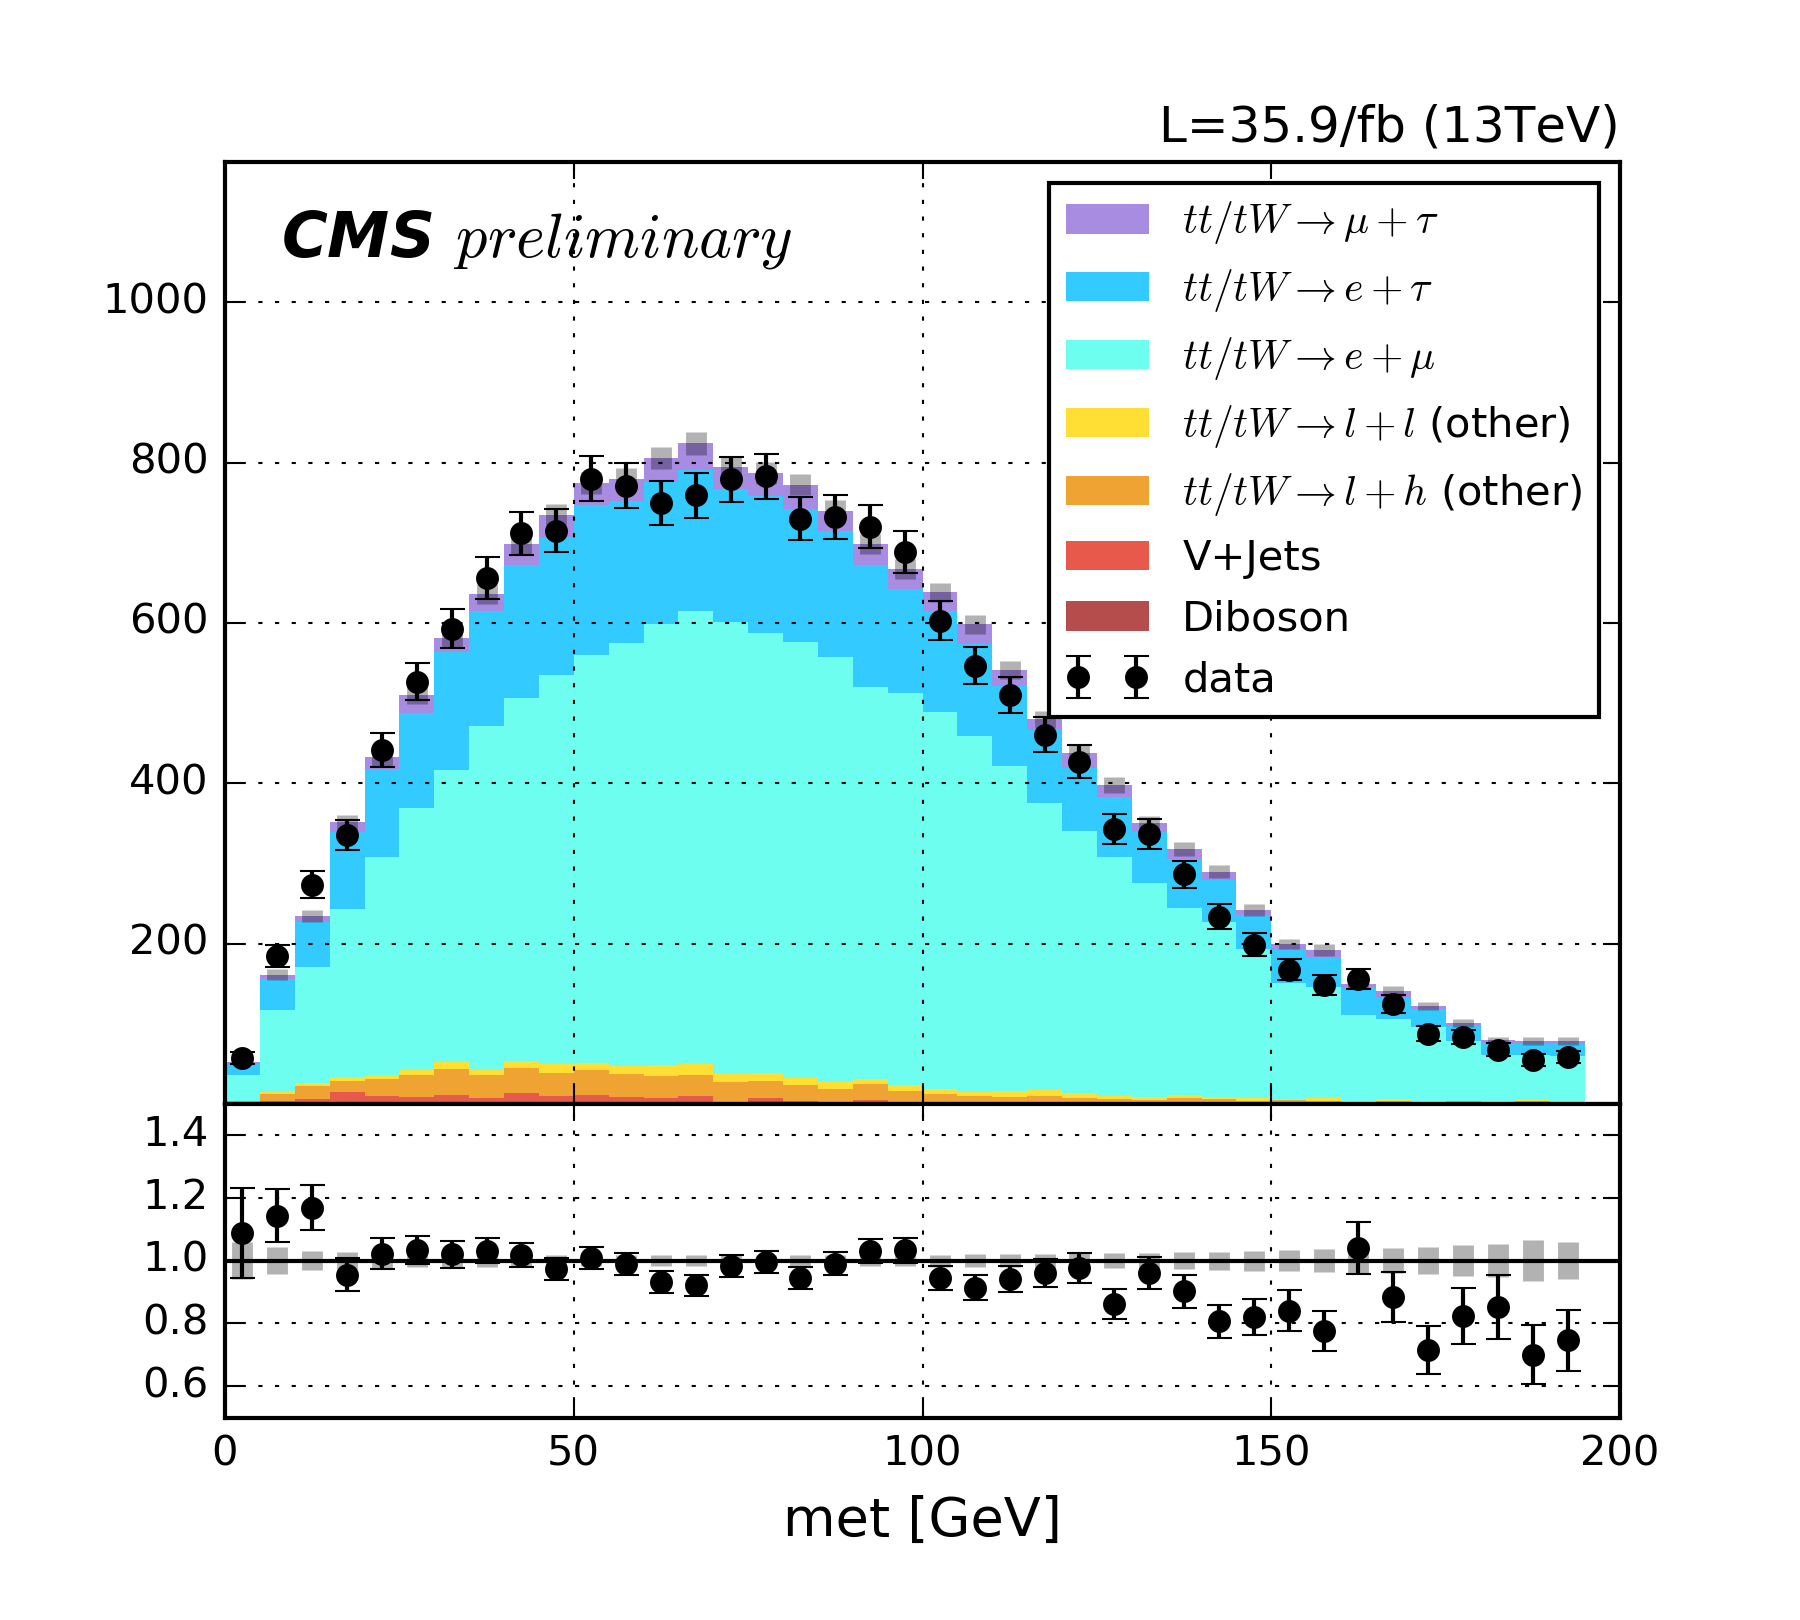 L=35.9/fb (13TeV)
CMS preliminary
tt/tW → μ + τ
tt/tW → e + τ
tt/tW → e + μ
tt/tW → l + l (other)
tt/tW → l + h (other)
V+Jets
Diboson
data
1000
800
600
400
200
1.4
1.2
1.0
0.8
0.6
0 50 100 150 200
met [GeV]